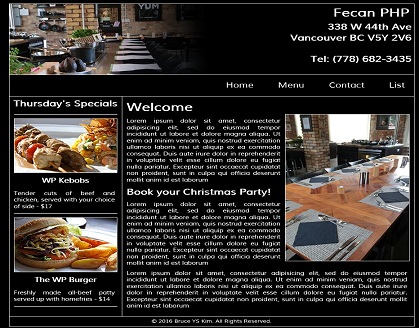 YUM
Fecan PHP
338 W 44th Ave
Vancouver BC V5Y 2V6
Tel: (778) 682-3435
Home Menu Contact List
Thursday's Specials
WP Kebobs
Tender cuts of beef and
chicken, served with your choice
of side - $17
The WP Burger
Freshly made all-beef patty
served up with homefries - $14
Welcome
Lorem ipsum dolor sit amet, consectetur
adipisicing elit, sed do eiusmod tempor
incididunt ut labore et dolore magna aliqua. Ut
enim ad minim veniam, quis nostrud exercitation
ullamco laboris nisi ut aliquip ex ea commodo
consequat. Duis aute irure dolor in reprehenderit
in voluptate velit esse cillum dolore eu fugiat
nulla pariatur. Excepteur sint occaecat cupidatat
non proident, sunt in culpa qui officia deserunt
mollit anim id est laborum
Book your Christmas Party!
Lorem ipsum dolor sit amet, consectetur
adipisicing elit, sed do eiusmod tempor
incididunt ut labore et dolore magna aliqua. Ut
enim ad minim veniam, quis nostrud exercitation
ullamco laboris nisi ut aliquip ex ea commodo
consequat. Duis aute irure dolor in reprehenderit
in voluptate velit esse cillum dolore eu fugiat
nulla pariatur. Excepteur sint occaecat cupidatat
non proident, sunt in culpa qui officia deserunt
mollit anim id est laborum
Lorem ipsum dolor sit amet, consectetur adipisicing elit, sed do eiusmod tempor
incididunt ut labore et dolore magna aliqua. Ut enim ad minim veniam, quis nostrud
exercitation ullamco laboris nisi ut aliquip ex ea commodo consequat. Duis aute irure
dolor in reprehenderit in voluptate velit esse cillum dolore eu fugiat nulla pariatur.
Excepteur sint occaecat cupidatat non proident, sunt in culpa qui officia deserunt mollit
anim id est laborum
© 2016 Bruce YS Kim. All Rights Reserved.